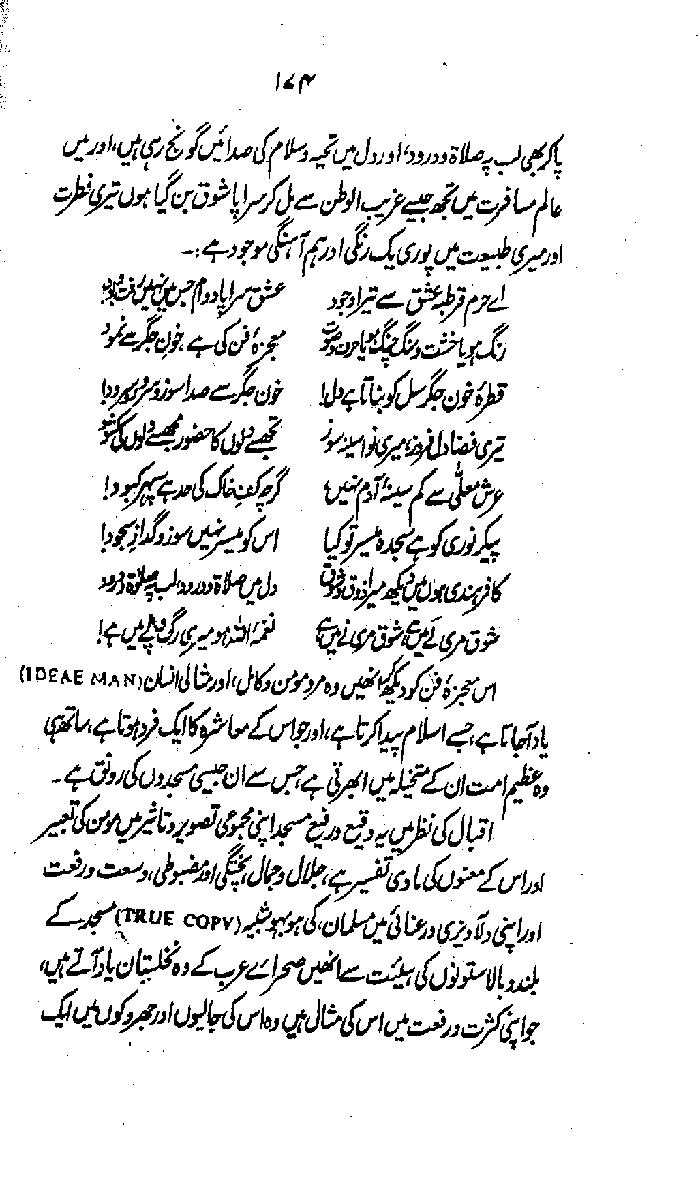 ۱۷۴
پا کر بھی لب پہ صلاۃ و درود، اور دل میں تحیہ و سلام کی صدائیں گونج رہی ہیں، اور میں
عالمِ مسافرت میں تجھ جیسے غریب الوطن سے مل کر سراپا شوق بن گیا ہوں تیری فطرت
اور میری طبیعت میں پوری یک رنگی اور ہم آہنگی موجود ہے :۔
اے حرم قرطبہ عشق سے تیرا وجود عشق سراپا دوام جس میں نہیں رفت و بود
رنگ ہو یا خشت و سنگ چنگ ہو یا حرف و صوت معجزۂ فن کی ہے خونِ جگر سے نمود
قطرۂ خون جگر سل کو بناتا ہے دل! خون جگر سے صدا سوز و سرور و سرود!
تیری فضا دل فروز، میری نوا سینہ سوز تجھ سے دلوں کا حضور مجھ سے دلوں کی کشود
عرش معلّٰی سے کم سینۂ آدم نہیں گرچہ کفِ خاک کی حد ہے سپہر کبود!
پیکرِ نوری کو ہے سجدہ میسر تو کیا اس کو میسر نہیں سوز و گداز سجود!
کافر ہندی ہوں میں دیکھ میرا ذوق و شوق دل میں صلاۃ و درود، لب پہ صلوٰۃ و درود
شوق مری لَے میں ہے، شوق مری نَے میں ہے نغمۂ اللہ ہو میری رگ و پے میں ہے!
اس معجزۂ فن کو دیکھ کر انھیں وہ مرد مومن و کامل، اور مثالی انسان (IDEAE MAN)
یاد آجاتا ہے، جسے اسلام پیدا کرتا ہے، اور جو اس کے معاشرہ کا ایک فرد ہوتا ہے، ساتھ ہی
وہ عظیم امت ان کے متخیلہ میں ابھرتی ہے، جس سے ان جیسی مسجدوں کی رونق ہے۔
اقبال کی نظر میں یہ وقیع و رفیع مسجد اپنی مجموعی تصویر و تاثیر میں مومن کی تعبیر
اور اس کے معنوں کی مادی تفسیر ہے، جلال و جمال، پختگی اور مضبوطی، وسعت و رفعت
اور اپنی دلآویزی و رعنائی میں مسلمان، کی ہو بہو شبیہ (TRUE COPY) مسجد کے
بلند و بالا ستونوں کی ہیئت سے انھیں صحرائے عرب کے وہ نخلستان یاد آتے ہیں،
جو اپنی کثرت و رفعت میں اس کی مثال ہیں وہ اس کی جالیوں اور جھروکوں میں ایک